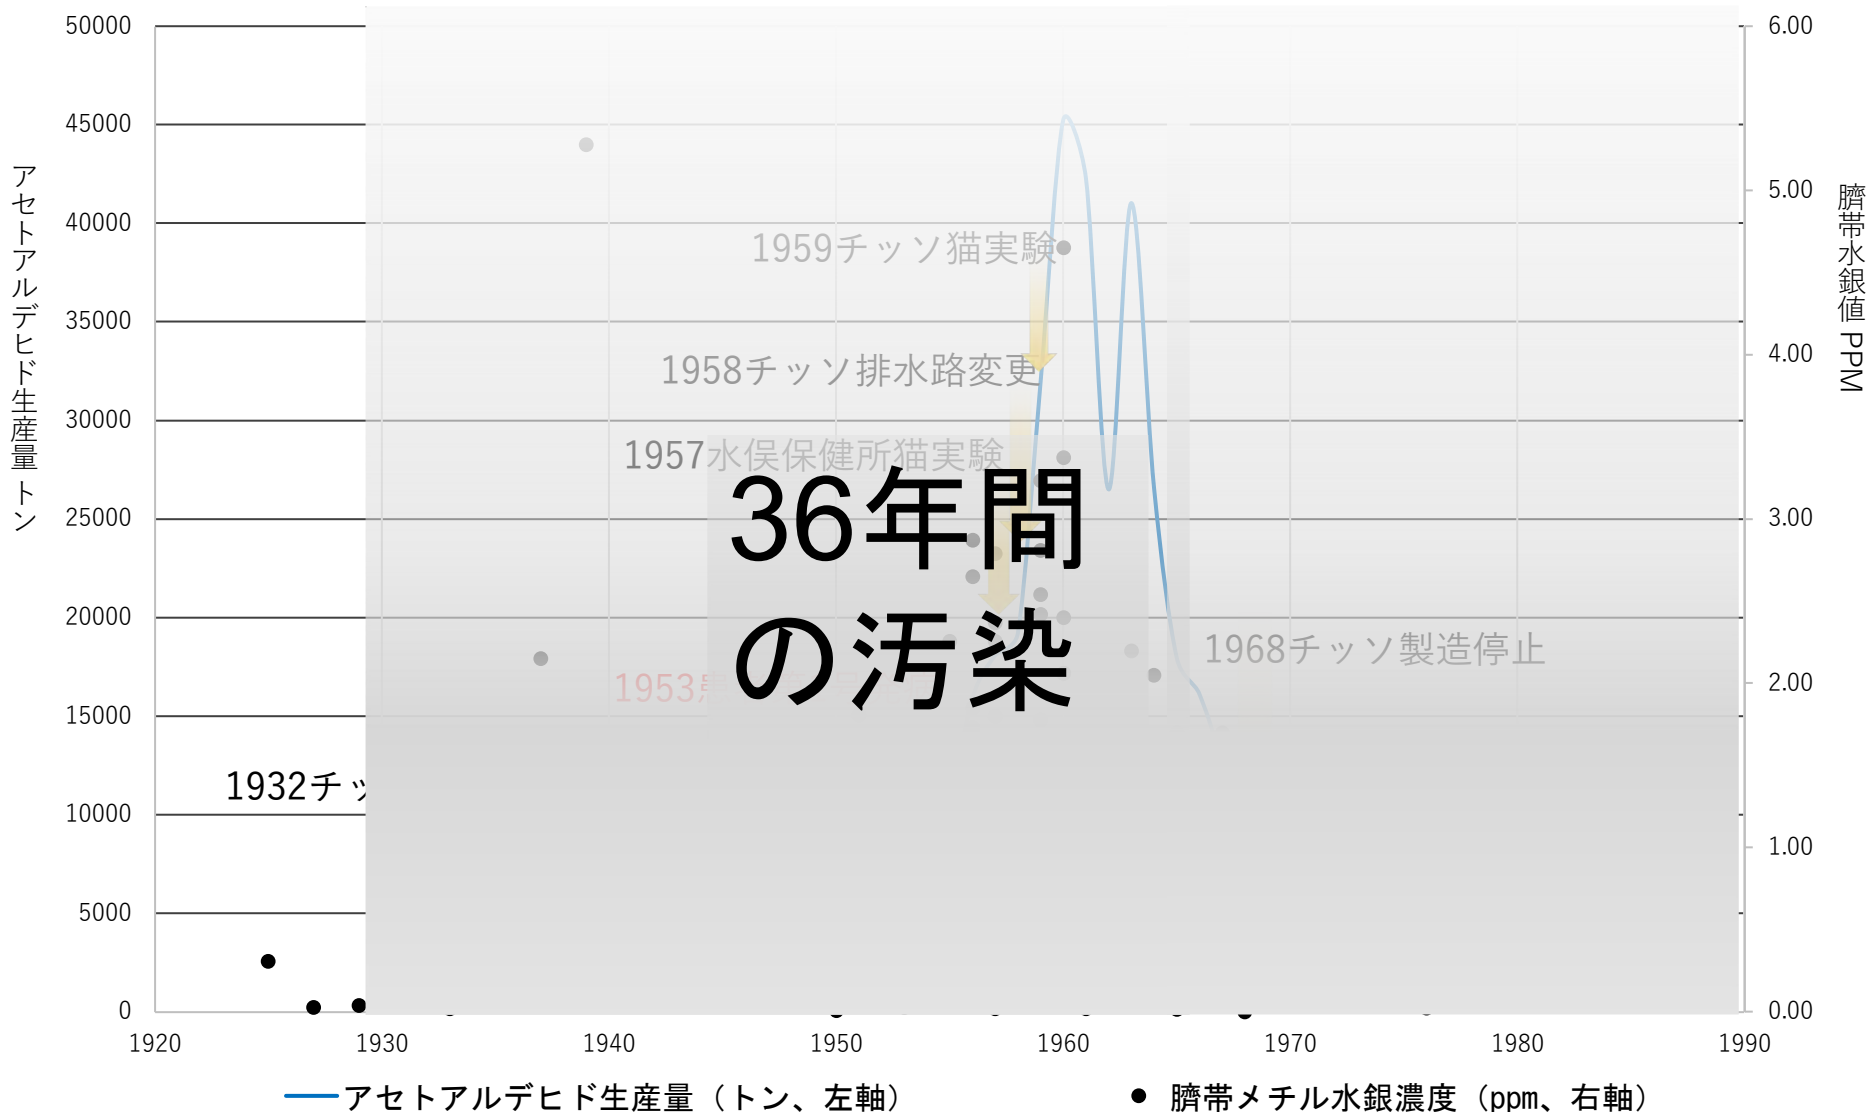 50000
45000
40000
35000
30000
25000
20000
15000
10000
5000
0
アセトアルデヒド生産量 トン
6.00
5.00
4.00
3.00
2.00
1.00
0.00
臍帯水銀値 PPM
1959チッソ猫実験
1958チッソ排水路変更
1957水俣保健所猫実験
36年間
の汚染
1968チッソ製造停止
1953
1932チッ
1920 1930 1940 1950 1960 1970 1980 1990
アセトアルデヒド生産量（トン、左軸）
臍帯メチル水銀濃度（ppm、右軸）